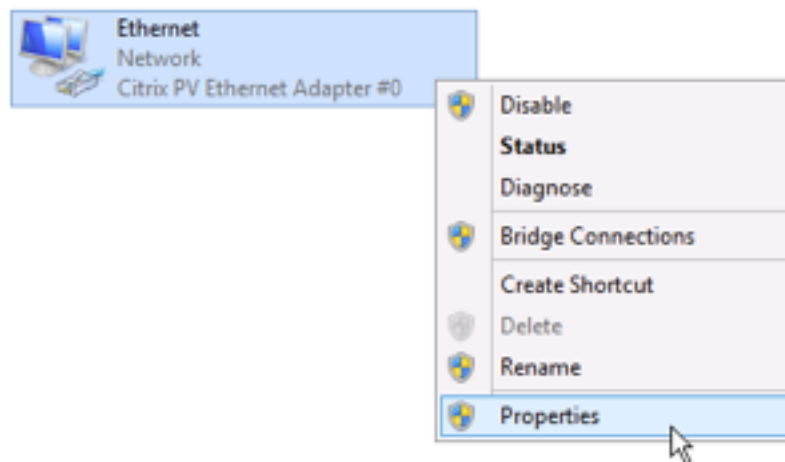 Ethernet
Network
Citrix PV Ethernet Adapter #0
Disable
Status
Diagnose
Bridge Connections
Create Shortcut
Delete
Rename
Properties